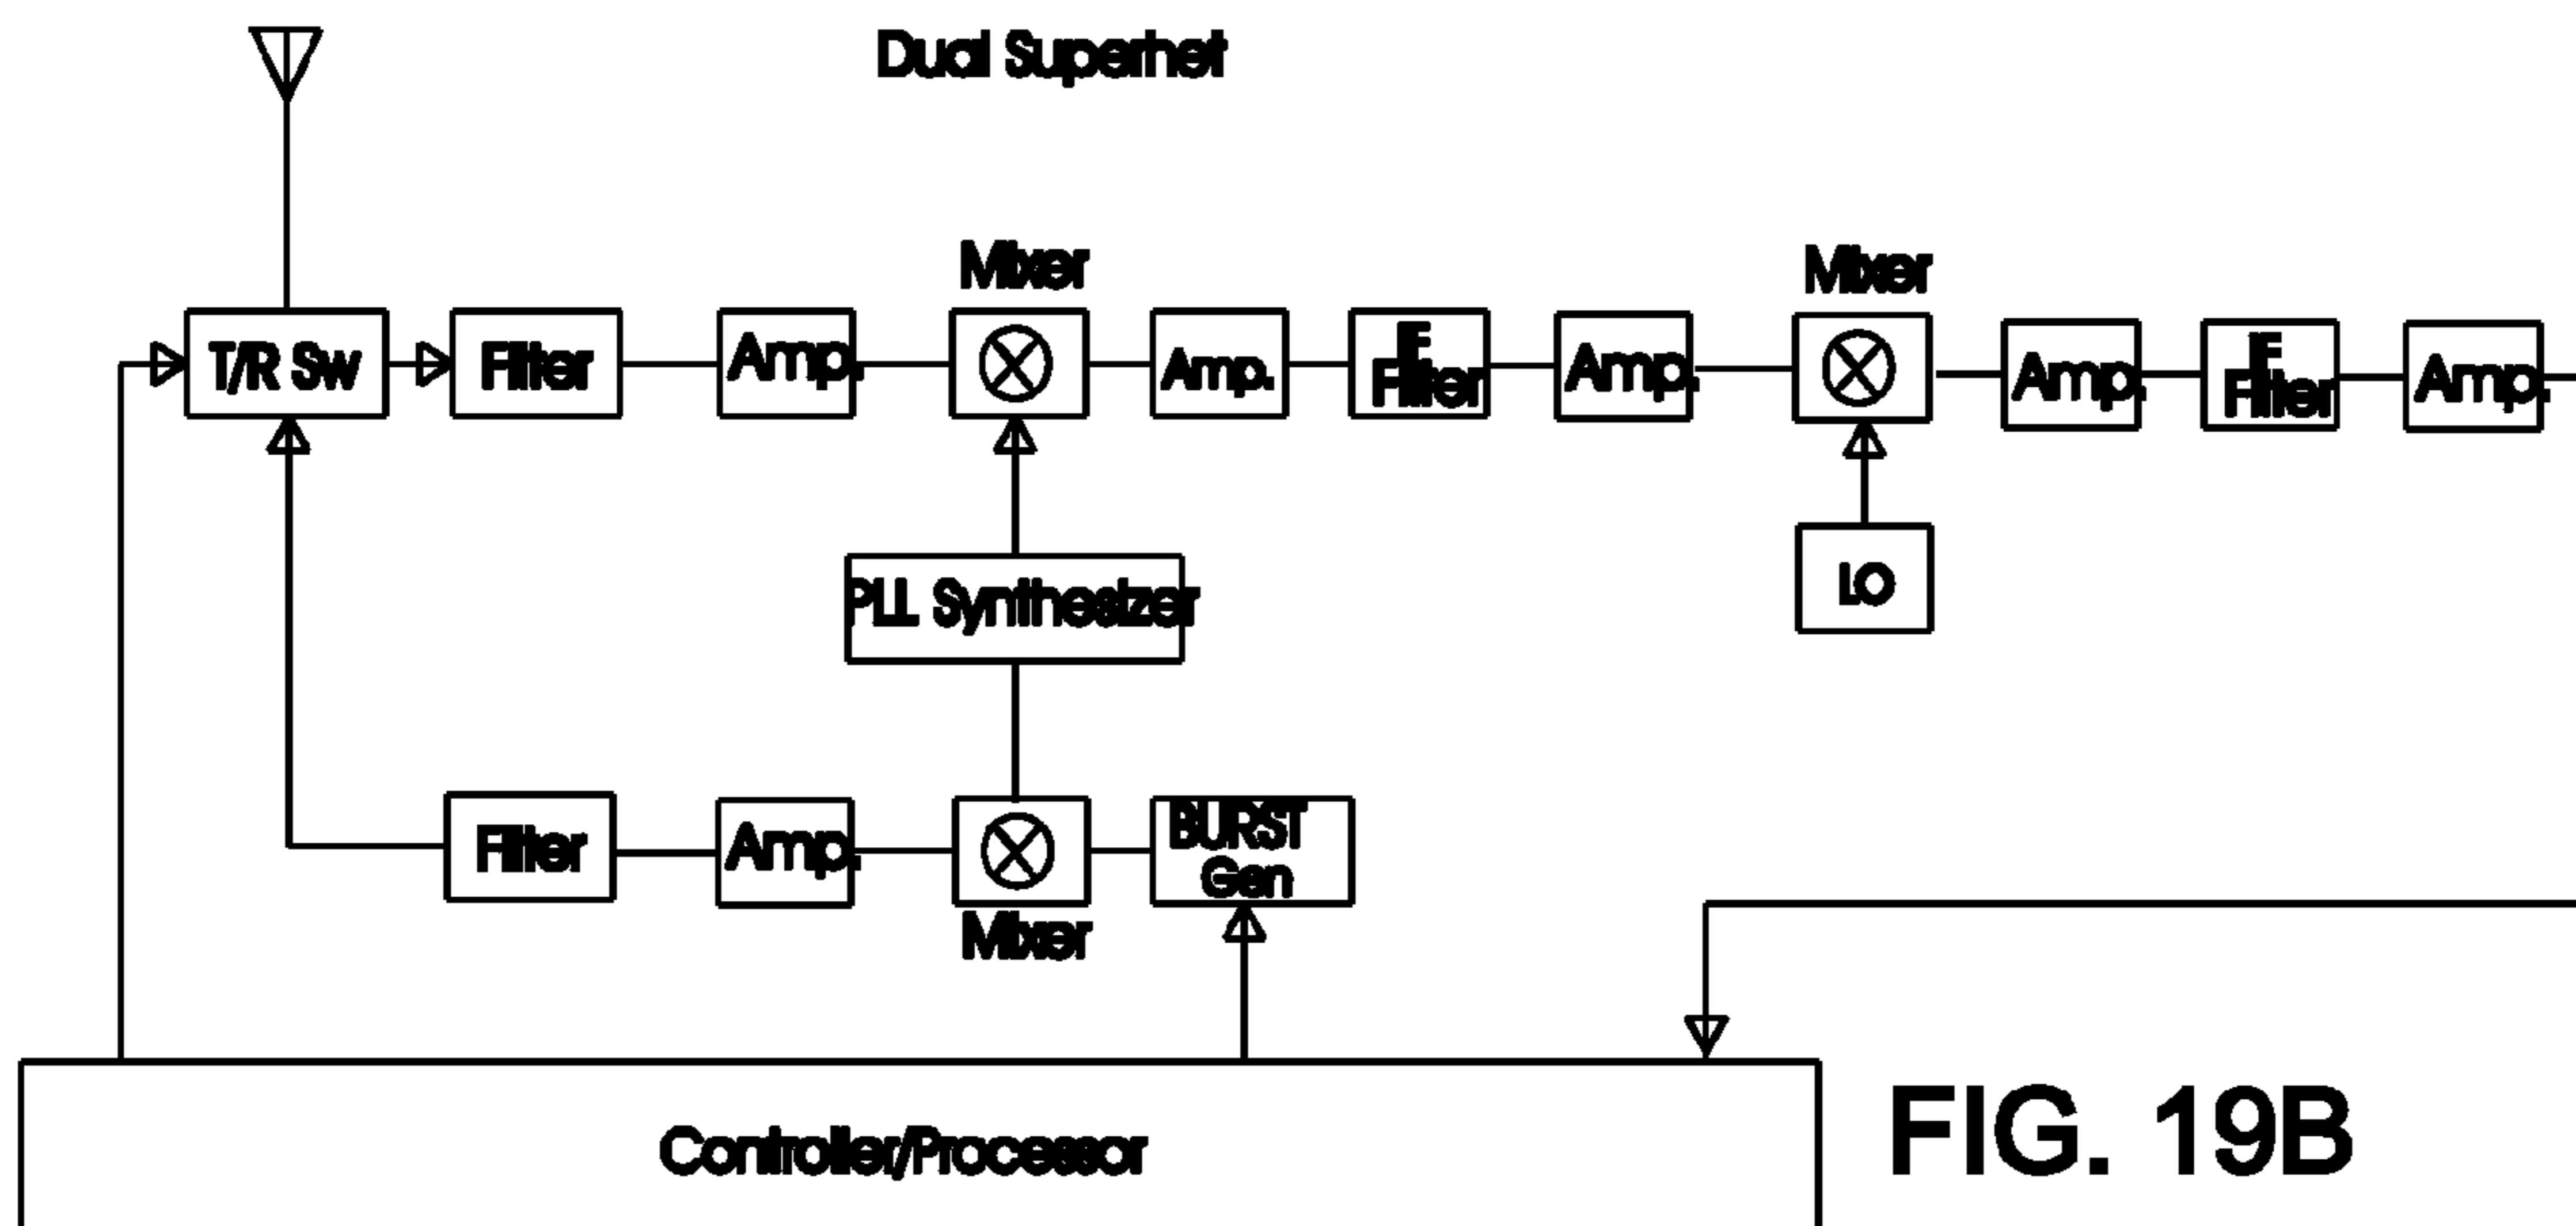 Dual Superhet
Mixer
Mixer
T/R Sw
Filter
Amp.
Amp.
IF
Filter
Amp.
Amp.
IF
Filter
Amp.
PLL Synthesizer
LO
Filter
Amp.
BURST
Gen
Mixer
Controller/Processor
FIG. 19B